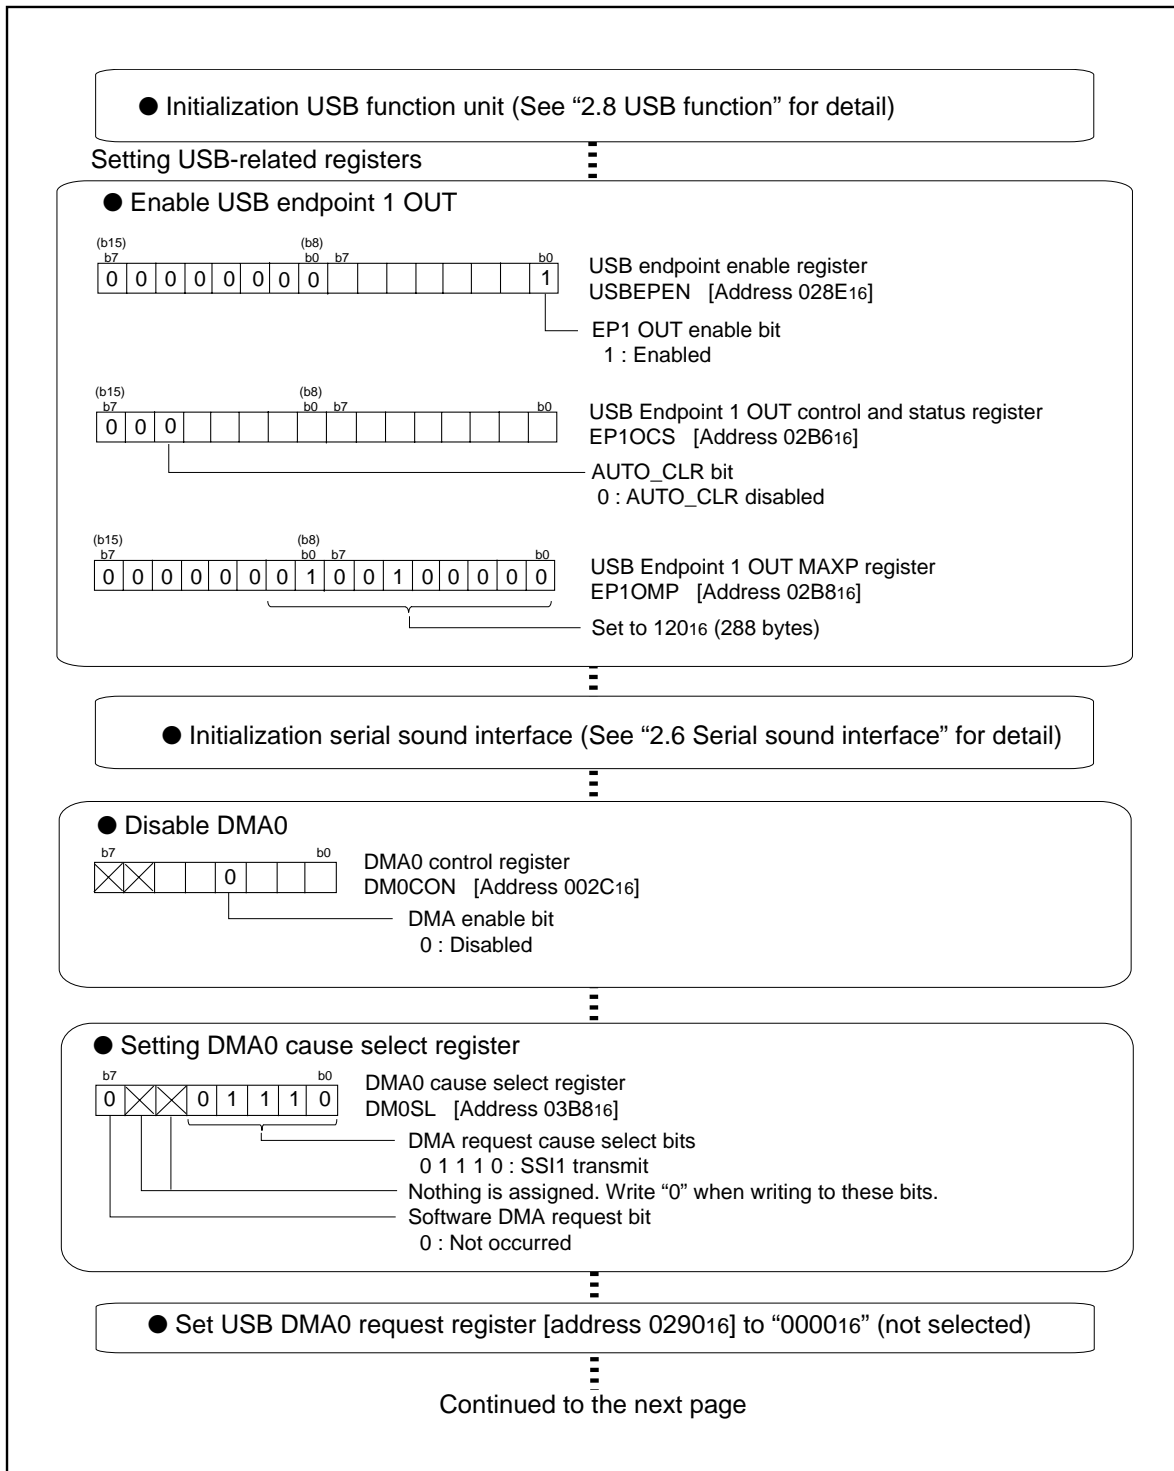 ● Initialization USB function unit (See “2.8 USB function” for detail)
Setting USB-related registers
● Enable USB endpoint 1 OUT
(b15) (b8)
b7 b0 b7 b0
0 0 0 0 0 0 0 0 1
USB endpoint enable register
USBEPEN [Address 028E16]
EP1 OUT enable bit
1 : Enabled
(b15) (b8)
b7 b0 b7 b0
0 0 0
USB Endpoint 1 OUT control and status register
EP1OCS [Address 02B616]
AUTO_CLR bit
0 : AUTO_CLR disabled
(b15) (b8)
b7 b0 b7 b0
0 0 0 0 0 0 0 1 0 0 1 0 0 0 0 0
USB Endpoint 1 OUT MAXP register
EP1OMP [Address 02B816]
Set to 12016 (288 bytes)
● Initialization serial sound interface (See “2.6 Serial sound interface” for detail)
● Disable DMA0
b7 b0
0
DMA0 control register
DM0CON [Address 002C16]
DMA enable bit
0 : Disabled
● Setting DMA0 cause select register
b7 b0
0 0 1 1 1 0
DMA0 cause select register
DM0SL [Address 03B816]
DMA request cause select bits
0 1 1 1 0 : SSI1 transmit
Nothing is assigned. Write “0” when writing to these bits.
Software DMA request bit
0 : Not occurred
● Set USB DMA0 request register [address 029016] to “000016” (not selected)
Continued to the next page